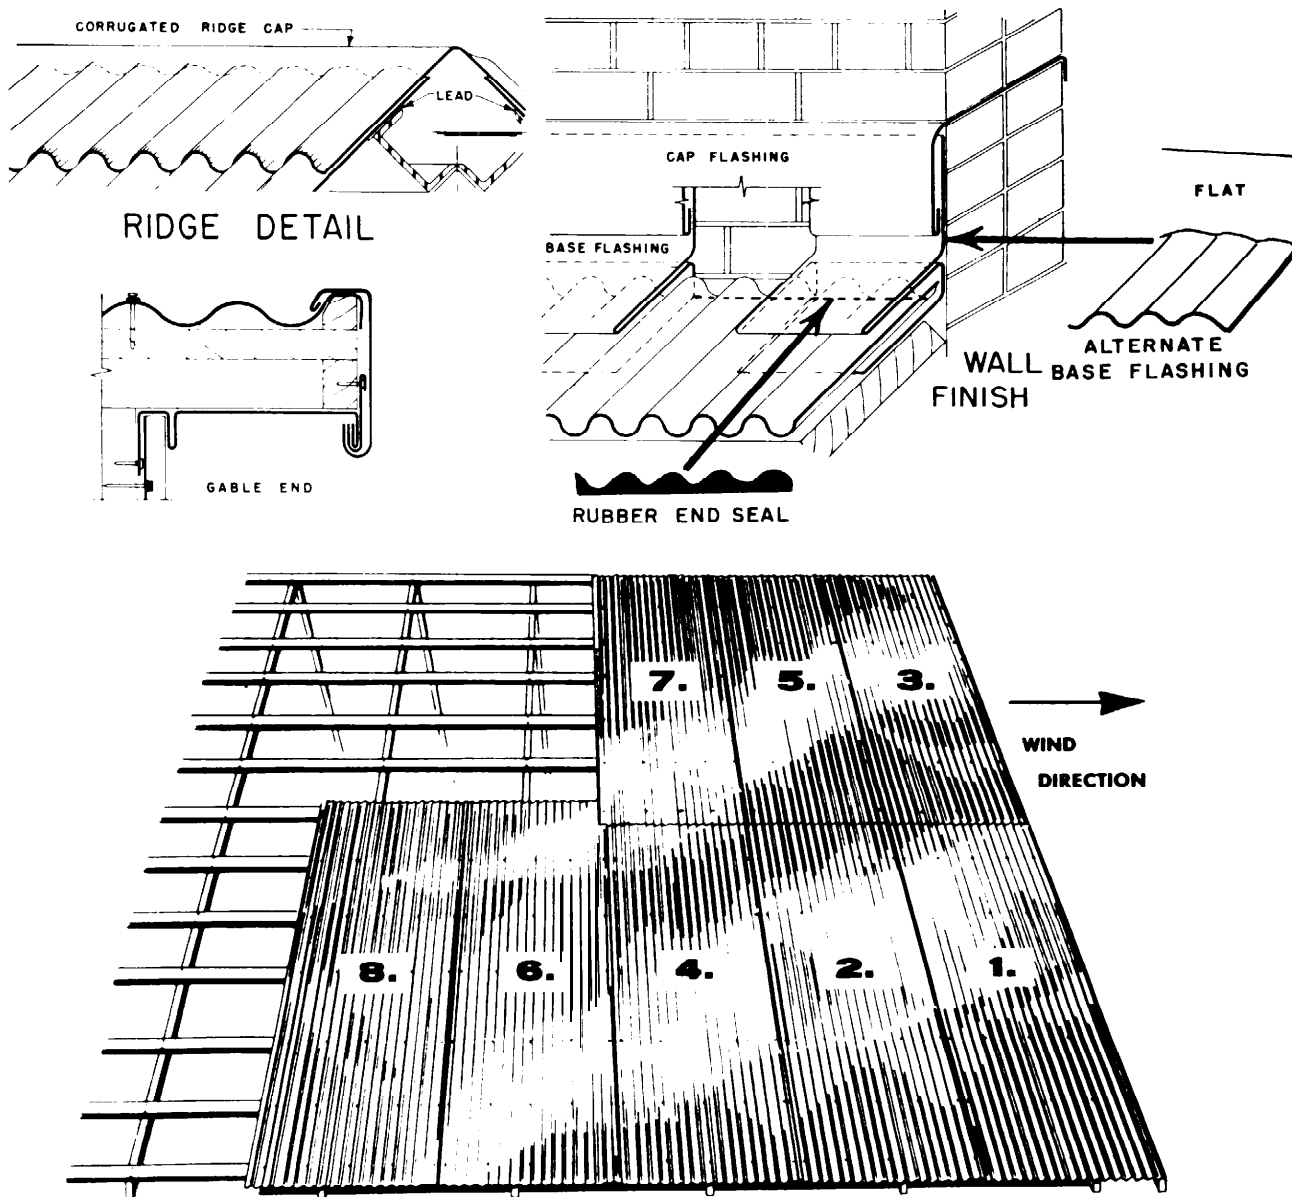 CORRUGATED RIDGE CAP
LEAD
RIDGE DETAIL
GABLE END
CAP FLASHING
BASE FLASHING
FLAT
ALTERNATE
BASE FLASHING
WALL
FINISH
RUBBER END SEAL
7.
5.
3.
WIND
DIRECTION
8.
6.
4.
2.
1.